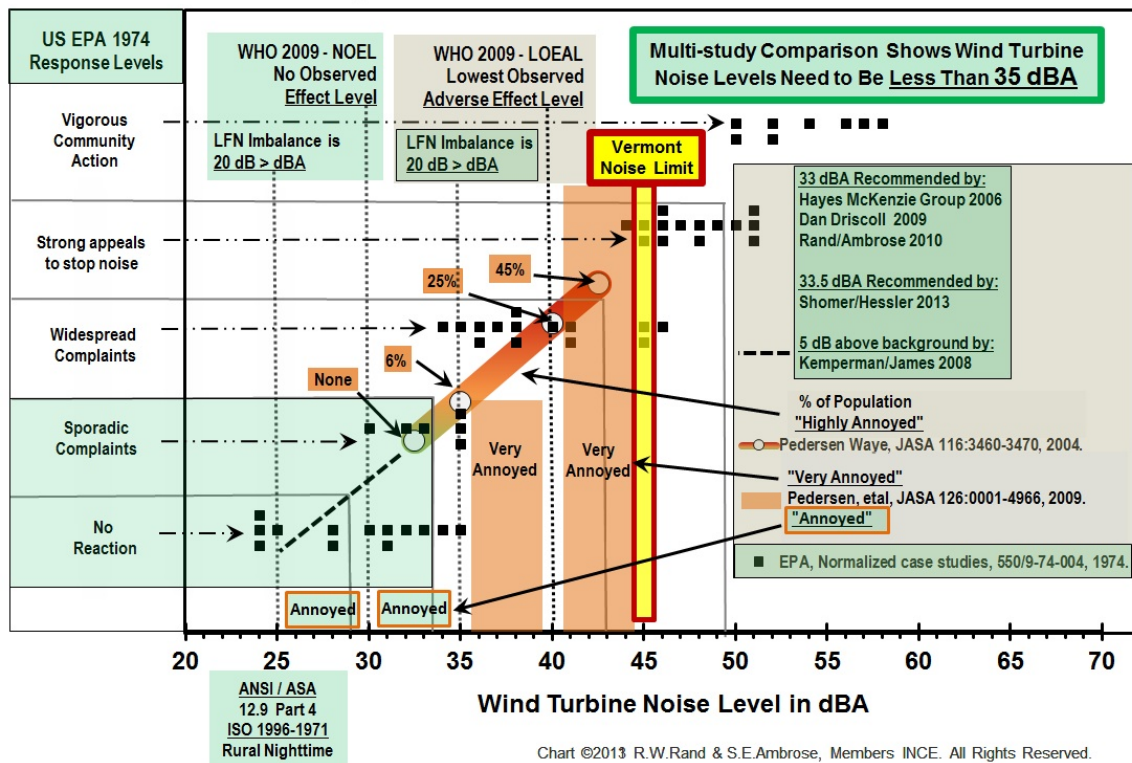 US EPA 1974
Response Levels
WHO 2009 - NOEL
No Observed
Effect Level
LFN Imbalance is
20 dB > dBA
WHO 2009 - LOEAL
Lowest Observed
Adverse Effect Level
LFN Imbalance is
20 dB > dBA
Multi-study Comparison Shows Wind Turbine
Noise Levels Need to Be Less Than 35 dBA
Vermont
Noise Limit
Vigorous
Community
Action
Strong appeals
to stop noise
Widespread
Complaints
Sporadic
Complaints
No
Reaction
None
6%
25%
45%
Very
Annoyed
Very
Annoyed
Annoyed
Annoyed
33 dBA Recommended by:
Hayes McKenzie Group 2006
Dan Driscoll 2009
Rand/Ambrose 2010
33.5 dBA Recommended by:
Shomer/Hessler 2013
5 dB above background by:
Kemperman/James 2008
% of Population
"Highly Annoyed"
Pedersen Waye, JASA 116:3460-3470, 2004.
"Very Annoyed"
Pedersen, etal, JASA 126:0001-4966, 2009.
"Annoyed"
EPA, Normalized case studies, 550/9-74-004, 1974.
20 25 30 35 40 45 50 55 60 65 70
Wind Turbine Noise Level in dBA
ANSI / ASA
12.9 Part 4
ISO 1996-1971
Rural Nighttime
Chart ©2013 R.W.Rand & S.E.Ambrose, Members INCE. All Rights Reserved.